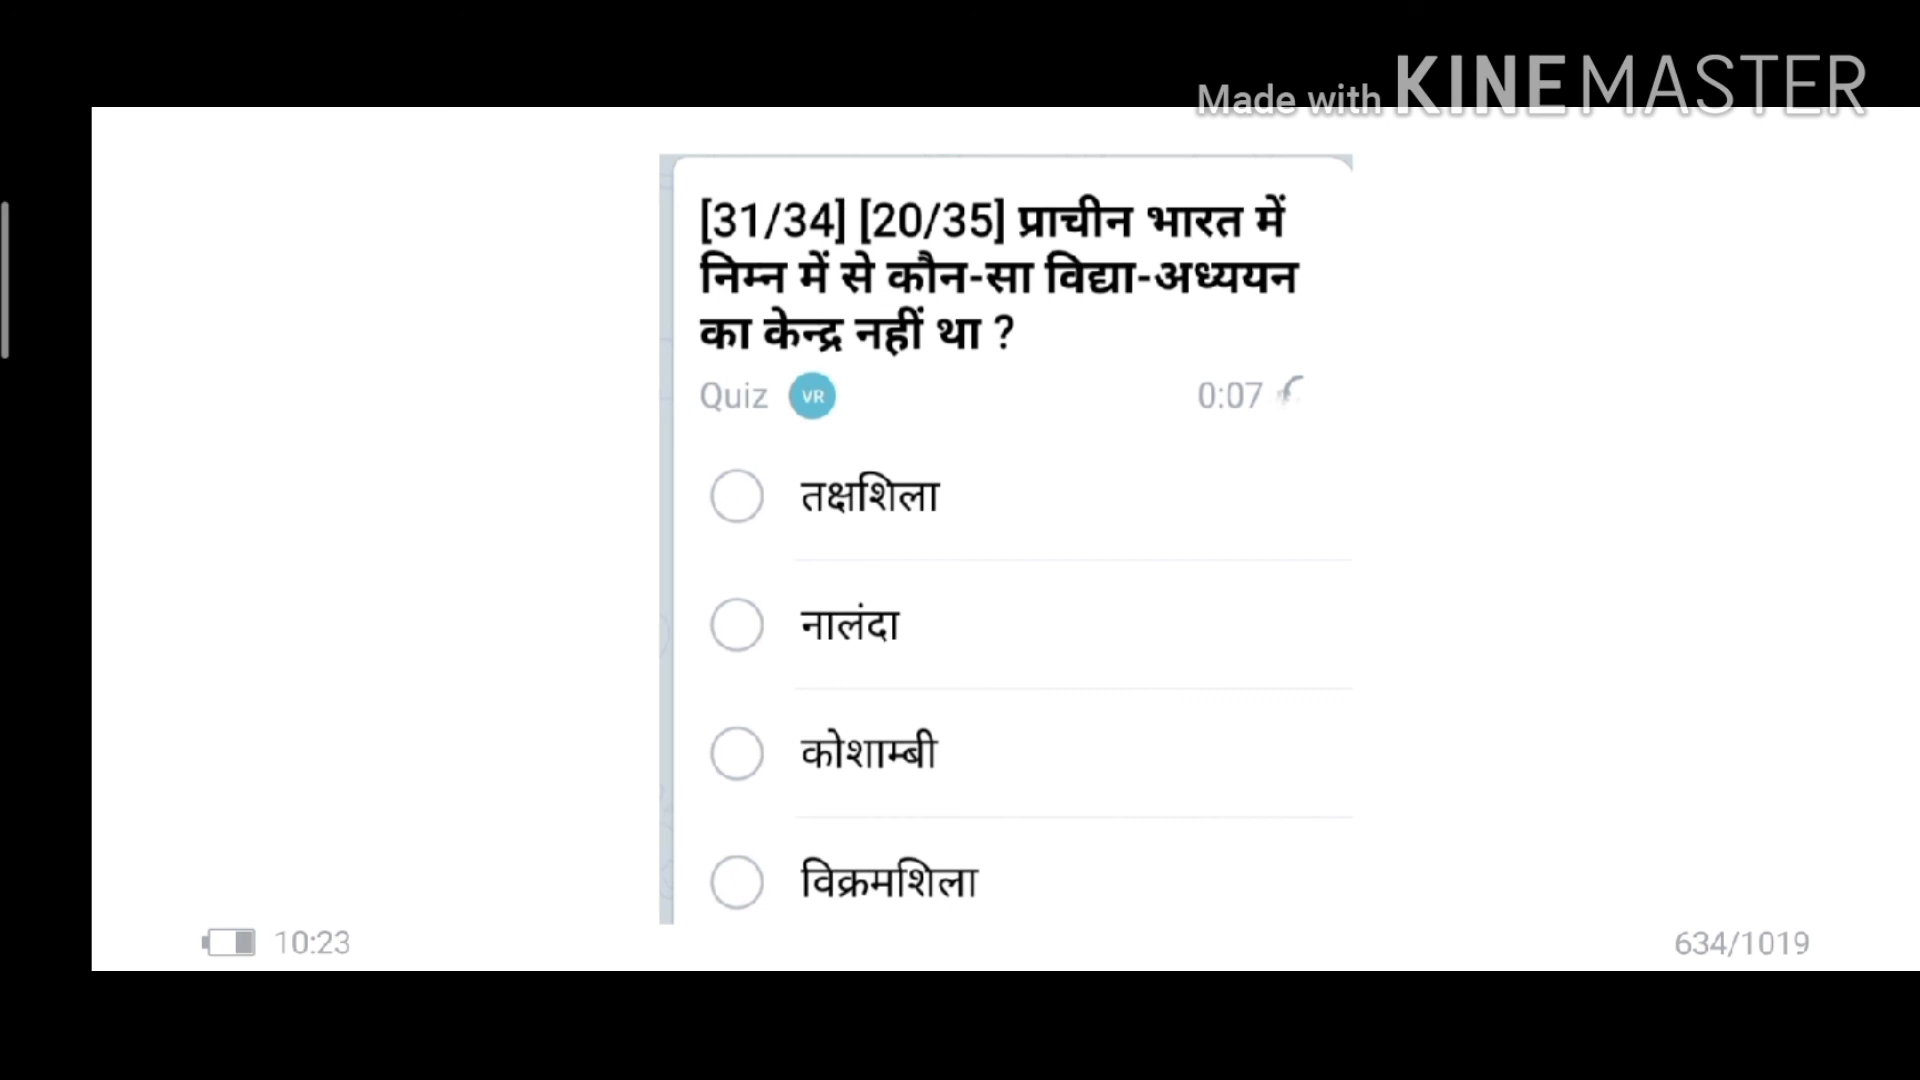 Made with KINEMASTER
[31/34] [20/35] प्राचीन भारत में
निम्न में से कौन-सा विद्या-अध्ययन
का केन्द्र नहीं था ?
Quiz VR 0:07
तक्षशिला
नालंदा
कोशाम्बी
विक्रमशिला
10:23 634/1019